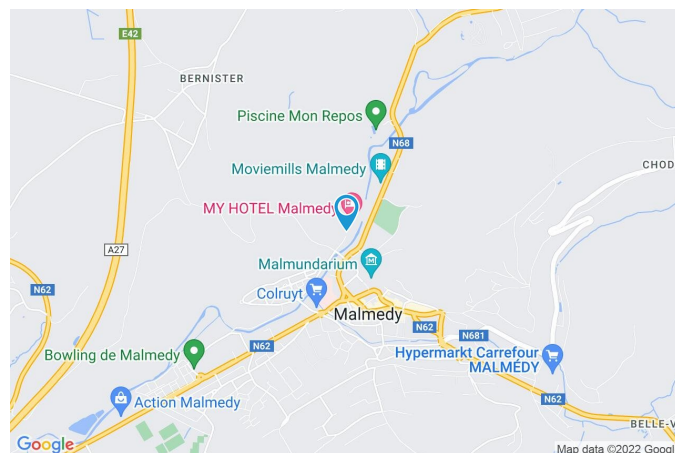 E42
BERNISTER
Piscine Mon Repos
N68
Moviemills Malmedy
CHOD
MY HOTEL Malmedy
A27
Malmundarium
N62
Colruyt
Malmedy
N62
N681
N62
Bowling de Malmedy
Hypermarkt Carrefour
MALMÉDY
Action Malmedy
N62
BELLE-V
Google
Map data ©2022 Googl